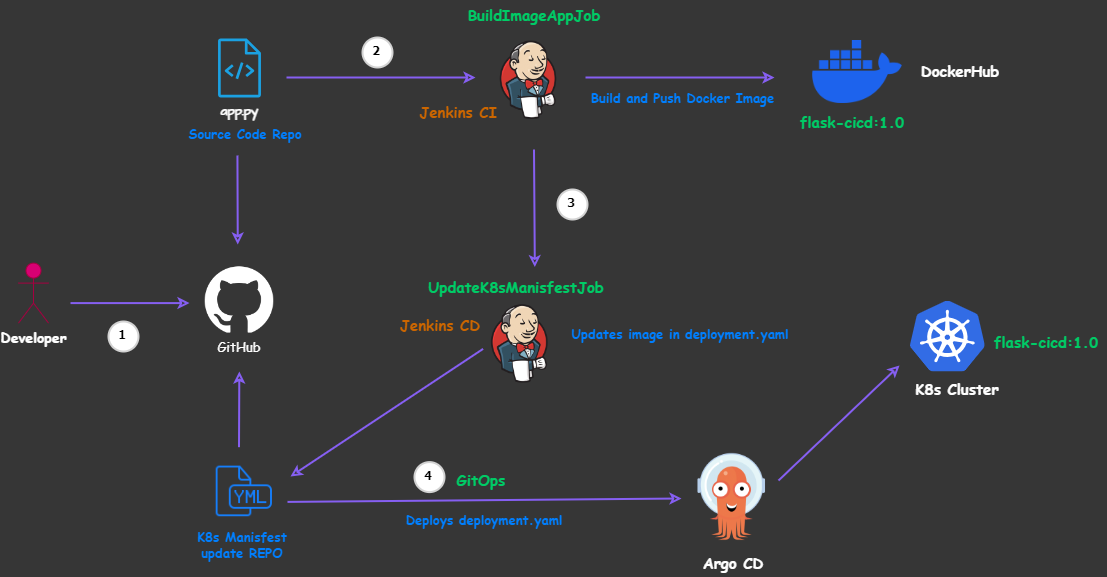 BuildImageAppJob
2
</>
app.py
Source Code Repo
Jenkins CI
Build and Push Docker Image
DockerHub
flask-cicd:1.0
3
Developer
1
GitHub
UpdateK8sManisfestJob
Jenkins CD
Updates image in deployment.yaml
flask-cicd:1.0
K8s Cluster
4
GitOps
YML
Deploys deployment.yaml
K8s Manisfest
update REPO
Argo CD